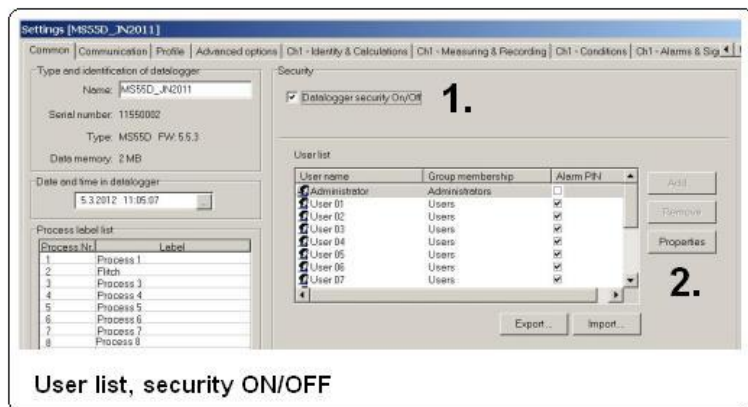 Settings [MS55D_JN2011]
Common Communication Profile Advanced options Ch1 - Identity & Calculations Ch1 - Measuring & Recording Ch1 - Conditions Ch1 - Alarms & Sig
Type and identification of datalogger
Name: MS55D_JN2011
Serial number: 11550002
Type: MS55D FW: 5.5.3
Data memory: 2 MB
Date and time in datalogger
5.3.2012 11:05:07 ...
Process label list
Process Nr. Label
1 Process 1
2 Flitch
3 Process 3
4 Process 4
5 Process 5
6 Process 6
7 Process 7
8 Process 8
Security
Datalogger security On/Off
1.
User list
User name Group membership Alarm PIN
Administrator Administrators
User 01 Users
User 02 Users
User 03 Users
User 04 Users
User 05 Users
User 06 Users
User 07 Users
Add...
Remove
Properties
2.
Export... Import...
User list, security ON/OFF